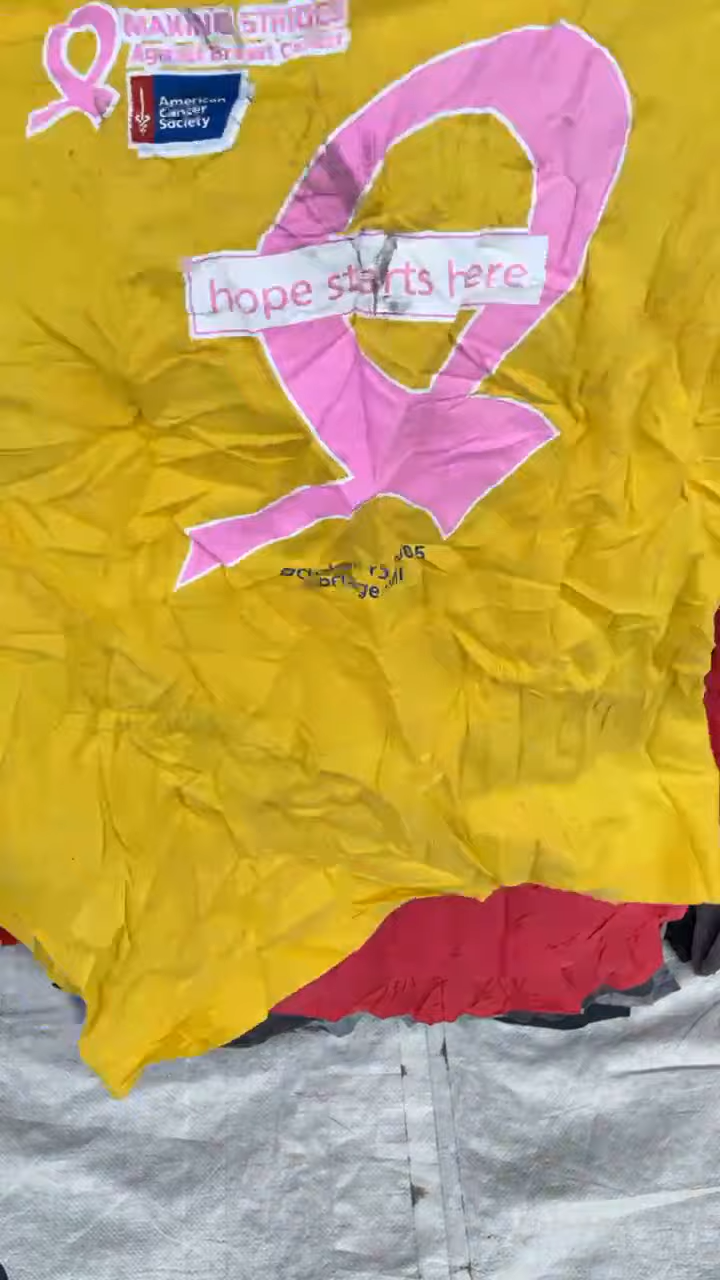 MAKING STRIDES
Against Breast Cancer
American
Cancer
Society
hope starts here